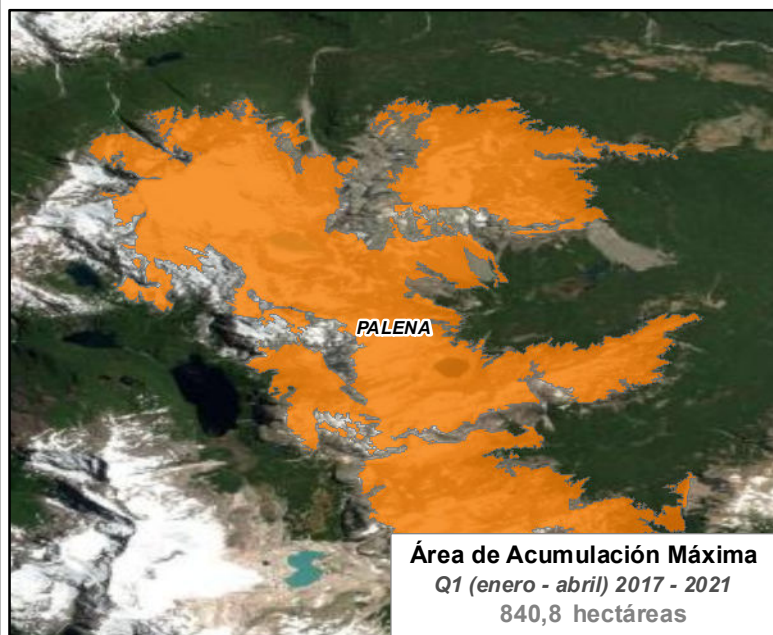 PALENA
Área de Acumulación Máxima
Q1 (enero - abril) 2017 - 2021
840,8 hectáreas